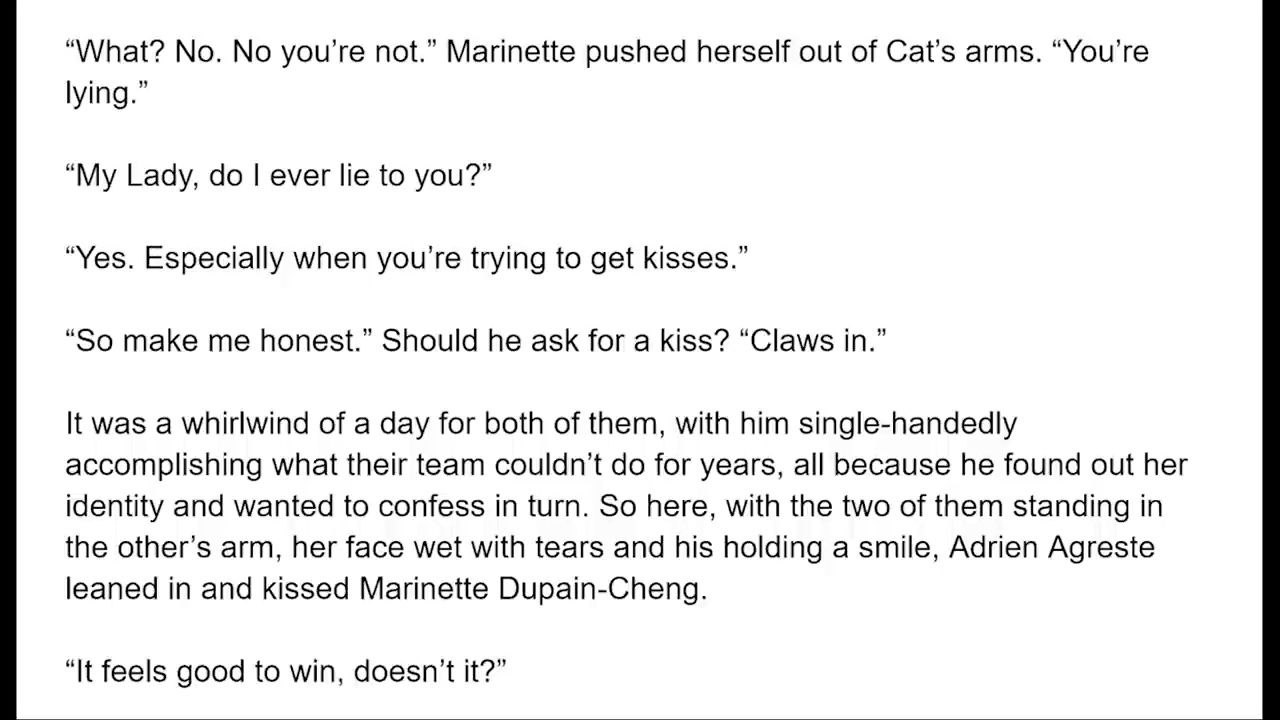 “What? No. No you’re not.” Marinette pushed herself out of Cat’s arms. “You’re
lying.”
“My Lady, do I ever lie to you?”
“Yes. Especially when you’re trying to get kisses.”
“So make me honest.” Should he ask for a kiss? “Claws in.”
It was a whirlwind of a day for both of them, with him single-handedly
accomplishing what their team couldn’t do for years, all because he found out her
identity and wanted to confess in turn. So here, with the two of them standing in
the other’s arm, her face wet with tears and his holding a smile, Adrien Agreste
leaned in and kissed Marinette Dupain-Cheng.
“It feels good to win, doesn’t it?”